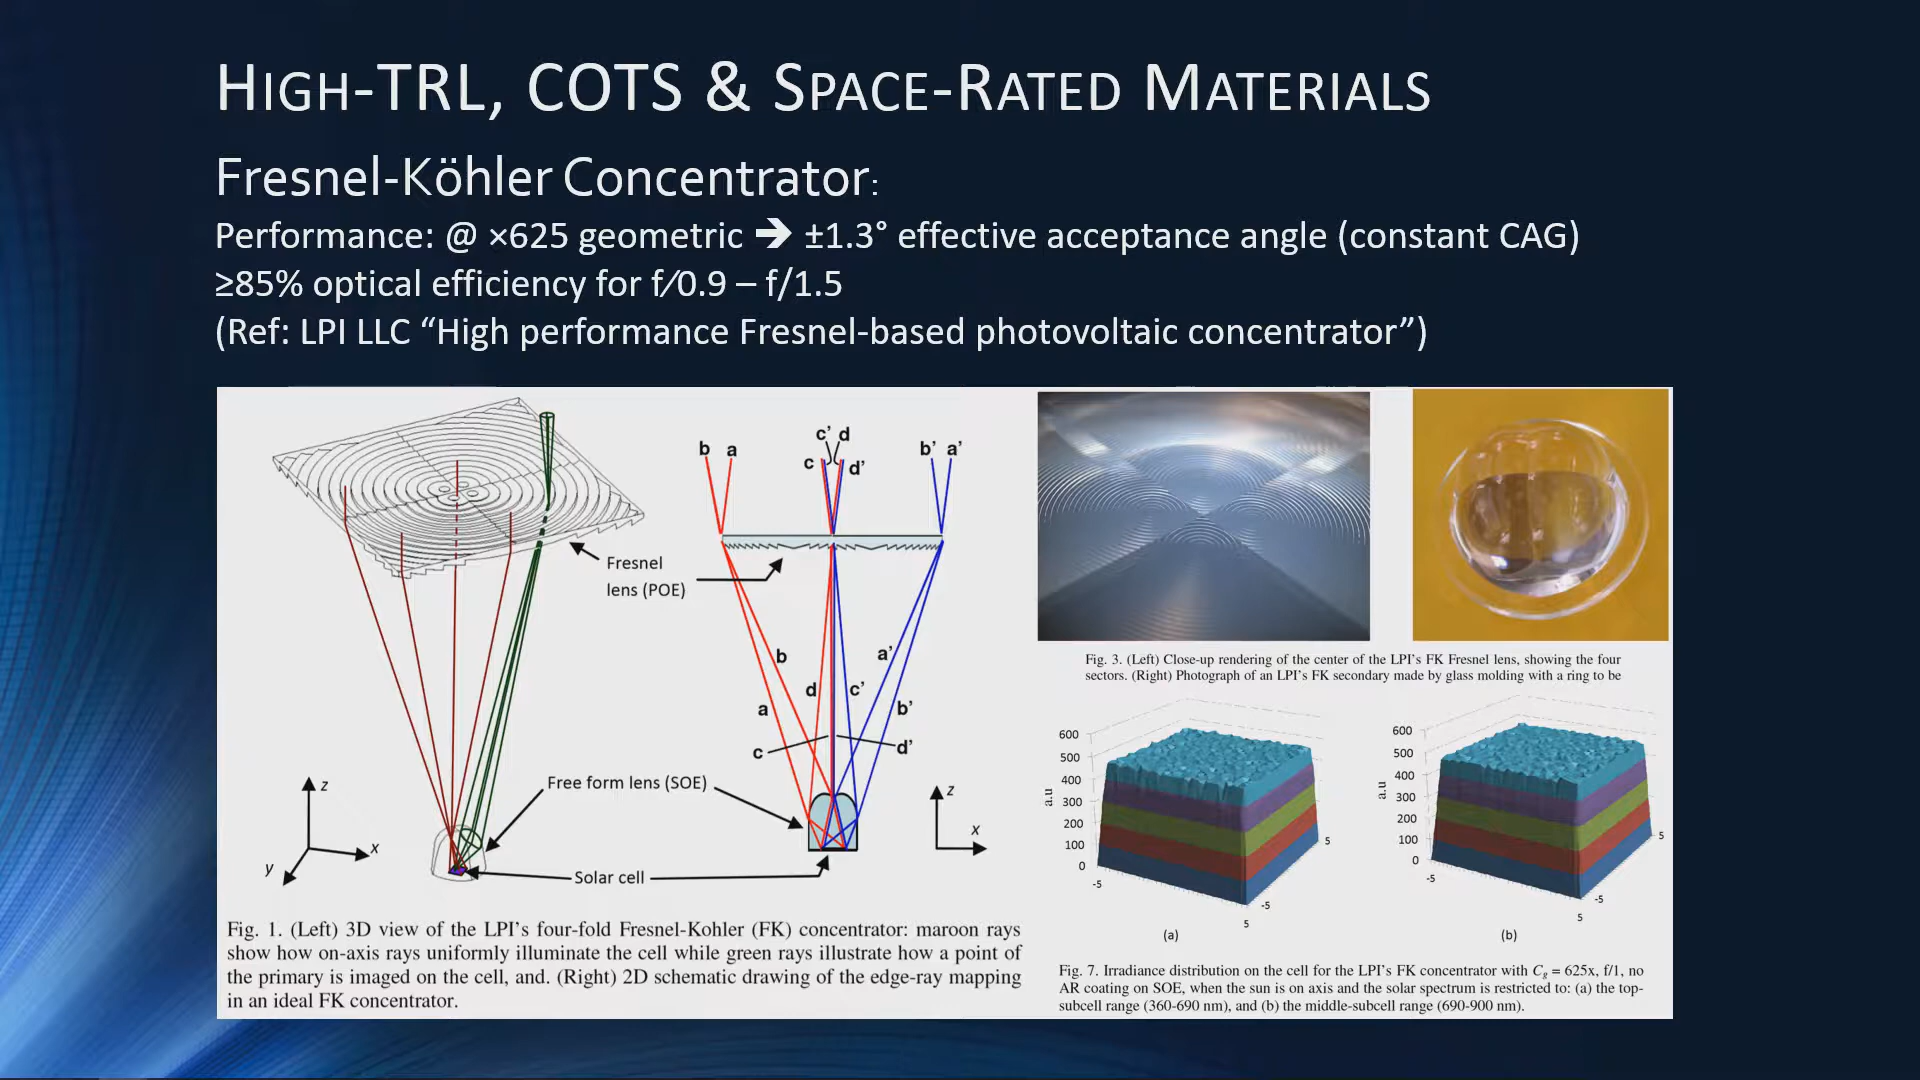 HIGH-TRL, COTS & SPACE-RATED MATERIALS
Fresnel-Köhler Concentrator:
Performance: @ ×625 geometric ➔ ±1.3° effective acceptance angle (constant CAG)
≥85% optical efficiency for f⁄0.9 – f/1.5
(Ref: LPI LLC “High performance Fresnel-based photovoltaic concentrator”)
Fresnel
lens (POE)
Free form lens (SOE)
Solar cell
z
x
y
b a
c' d
c d'
b' a'
b
a'
d c'
a
b'
c
d'
z
x
Fig. 1. (Left) 3D view of the LPI's four-fold Fresnel-Kohler (FK) concentrator: maroon rays
show how on-axis rays uniformly illuminate the cell while green rays illustrate how a point of
the primary is imaged on the cell, and. (Right) 2D schematic drawing of the edge-ray mapping
in an ideal FK concentrator.
Fig. 3. (Left) Close-up rendering of the center of the LPI's FK Fresnel lens, showing the four
sectors. (Right) Photograph of an LPI's FK secondary made by glass molding with a ring to be
600
500
400
300
200
100
0
a.u
-5
5
-5
5
(a)
600
500
400
300
200
100
0
a.u
-5
5
-5
5
(b)
Fig. 7. Irradiance distribution on the cell for the LPI's FK concentrator with Cg = 625x, f/1, no
AR coating on SOE, when the sun is on axis and the solar spectrum is restricted to: (a) the top-
subcell range (360-690 nm), and (b) the middle-subcell range (690-900 nm).